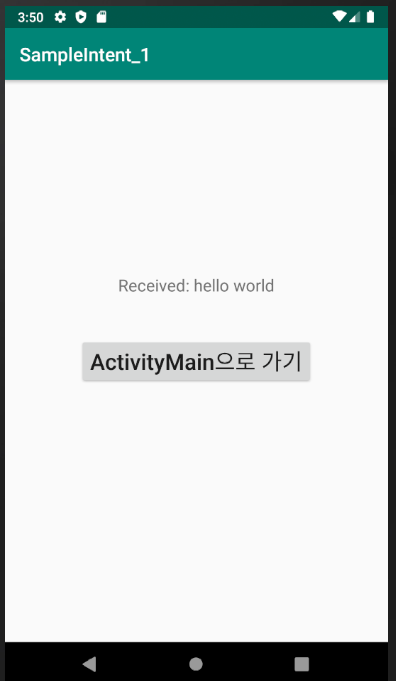 3:50
SampleIntent_1
Received: hello world
ActivityMain으로 가기